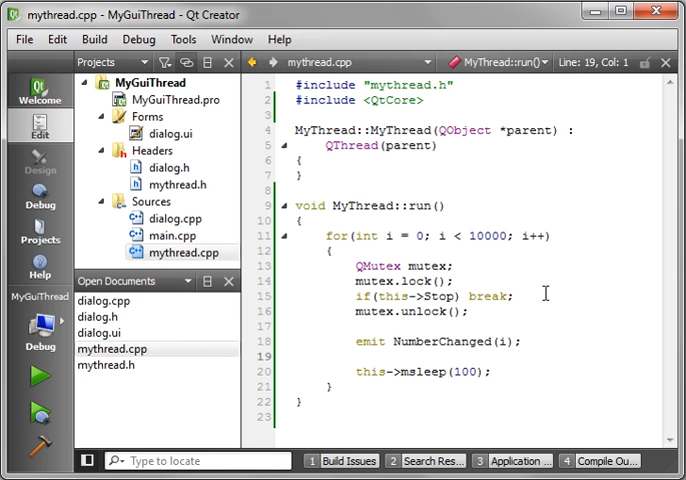 mythread.cpp - MyGuiThread - Qt Creator
File Edit Build Debug Tools Window Help
Projects mythread.cpp MyThread::run() Line: 19, Col: 1
Qt
Welcome
Edit
Design
Debug
Projects
Help
MyGuiThread
Debug
MyGuiThread
MyGuiThread.pro
Forms
dialog.ui
Headers
dialog.h
mythread.h
Sources
dialog.cpp
main.cpp
mythread.cpp
Open Documents
dialog.cpp
dialog.h
dialog.ui
mythread.cpp
mythread.h
1 #include "mythread.h"
2 #include <QtCore>
3
4 MyThread::MyThread(QObject *parent) :
5 QThread(parent)
6 {
7 }
8
9 void MyThread::run()
10 {
11 for(int i = 0; i < 10000; i++)
12 {
13 QMutex mutex;
14 mutex.lock();
15 if(this->Stop) break;
16 mutex.unlock();
17
18 emit NumberChanged(i);
19
20 this->msleep(100);
21 }
22 }
23
Type to locate 1 Build Issues 2 Search Res... 3 Application ... 4 Compile Ou...